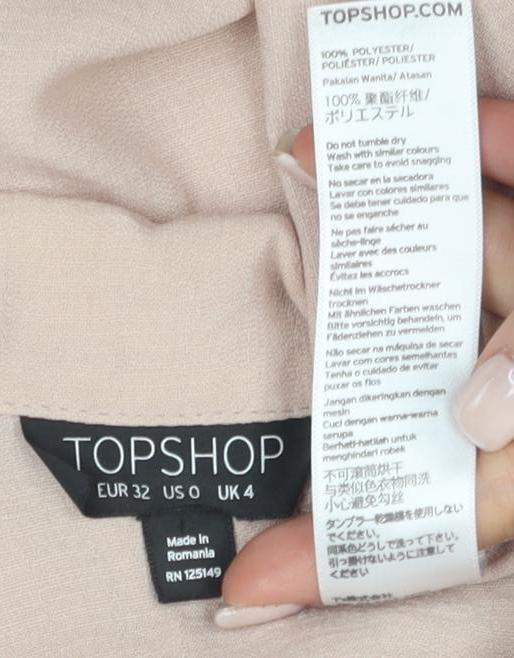 TOPSHOP.COM
100% POLYESTER/
POLIÉSTER/ POLIESTER
Pakaian Wanita/ Atasan
100% 聚酯纤维/
ポリエステル
Do not tumble dry
Wash with similar colours
Take care to avoid snagging
No secar en la secadora
Lavar con colores similares
Se debe tener cuidado para que
no se enganche
Ne pas faire sécher au
sèche-linge
Laver avec des couleurs
similaires
Évitez les accrocs
Nicht im Wäschetrockner
trocknen
Mit ähnlichen Farben waschen
Bitte vorsichtig behandeln, um
Fädenziehen zu vermeiden
Não secar na máquina de secar
Lavar com cores semelhantes
Tenha o cuidado de evitar
puxar os fios
Jangan dikeringkan dengan
mesin
Cuci dengan warna-warna
serupa
Berhati-hatilah untuk
menghindari robek
不可滚筒烘干
与类似色衣物同洗
小心避免勾丝
タンブラー乾燥機を使用しない
でください。
同系色どうしで洗って下さい。
引っ掛けないように注意して
ください
TOPSHOP
EUR 32 US 0 UK 4
Made in
Romania
RN 125149